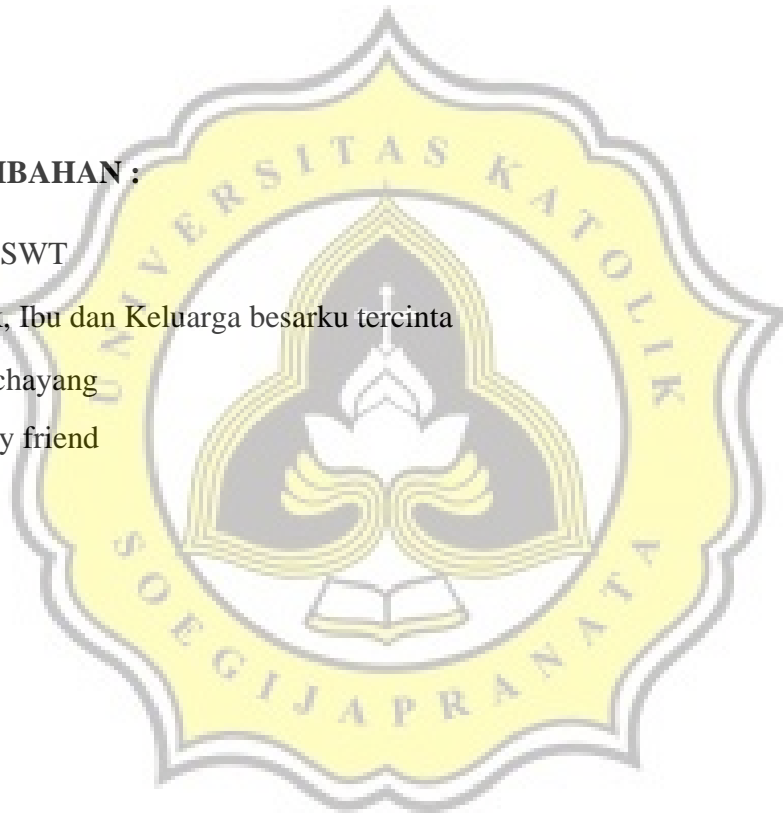 IBAHAN :
SWT
, Ibu dan Keluarga besarku tercinta
chayang
y friend
UNIVERSITAS KATOLIK
SOEGIJAPRANATA